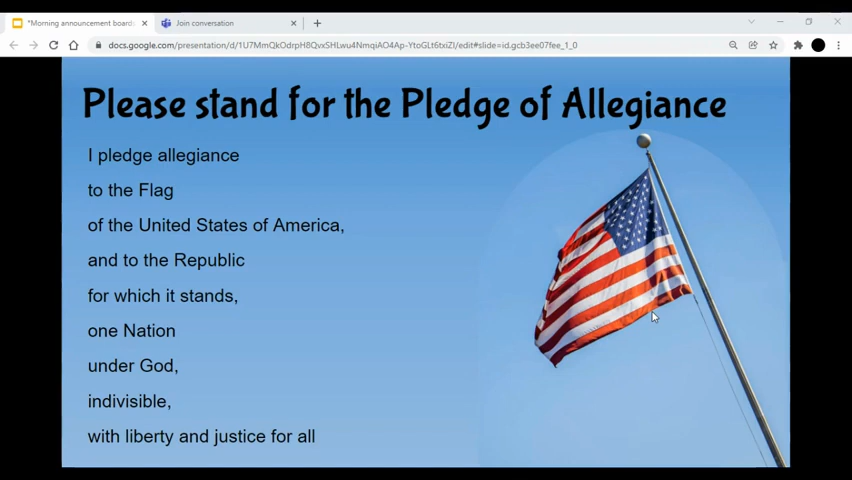 *Morning announcement boards
Join conversation
docs.google.com/presentation/d/1U7MmQkOdrpH8QvxSHLwu4NmqiAO4Ap-YtoGLt6txiZI/edit#slide=id.gcb3ee07fee_1_0
Please stand for the Pledge of Allegiance
I pledge allegiance
to the Flag
of the United States of America,
and to the Republic
for which it stands,
one Nation
under God,
indivisible,
with liberty and justice for all